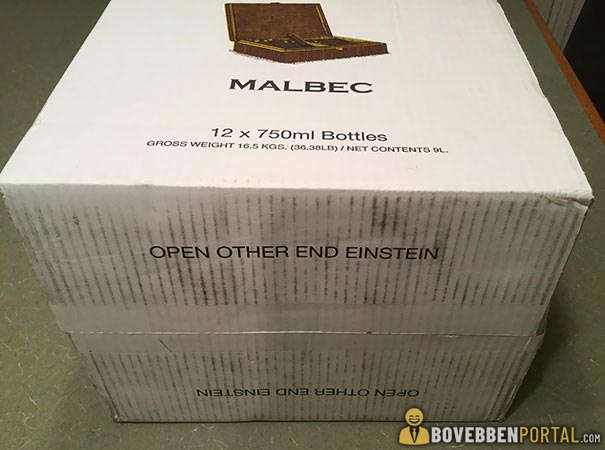 MALBEC
12 x 750ml Bottles
GROSS WEIGHT 16.5 KGS. (36.38LB) / NET CONTENTS 9L.
OPEN OTHER END EINSTEIN
OPEN OTHER END EINSTEIN
BOVEBBENPORTAL.COM